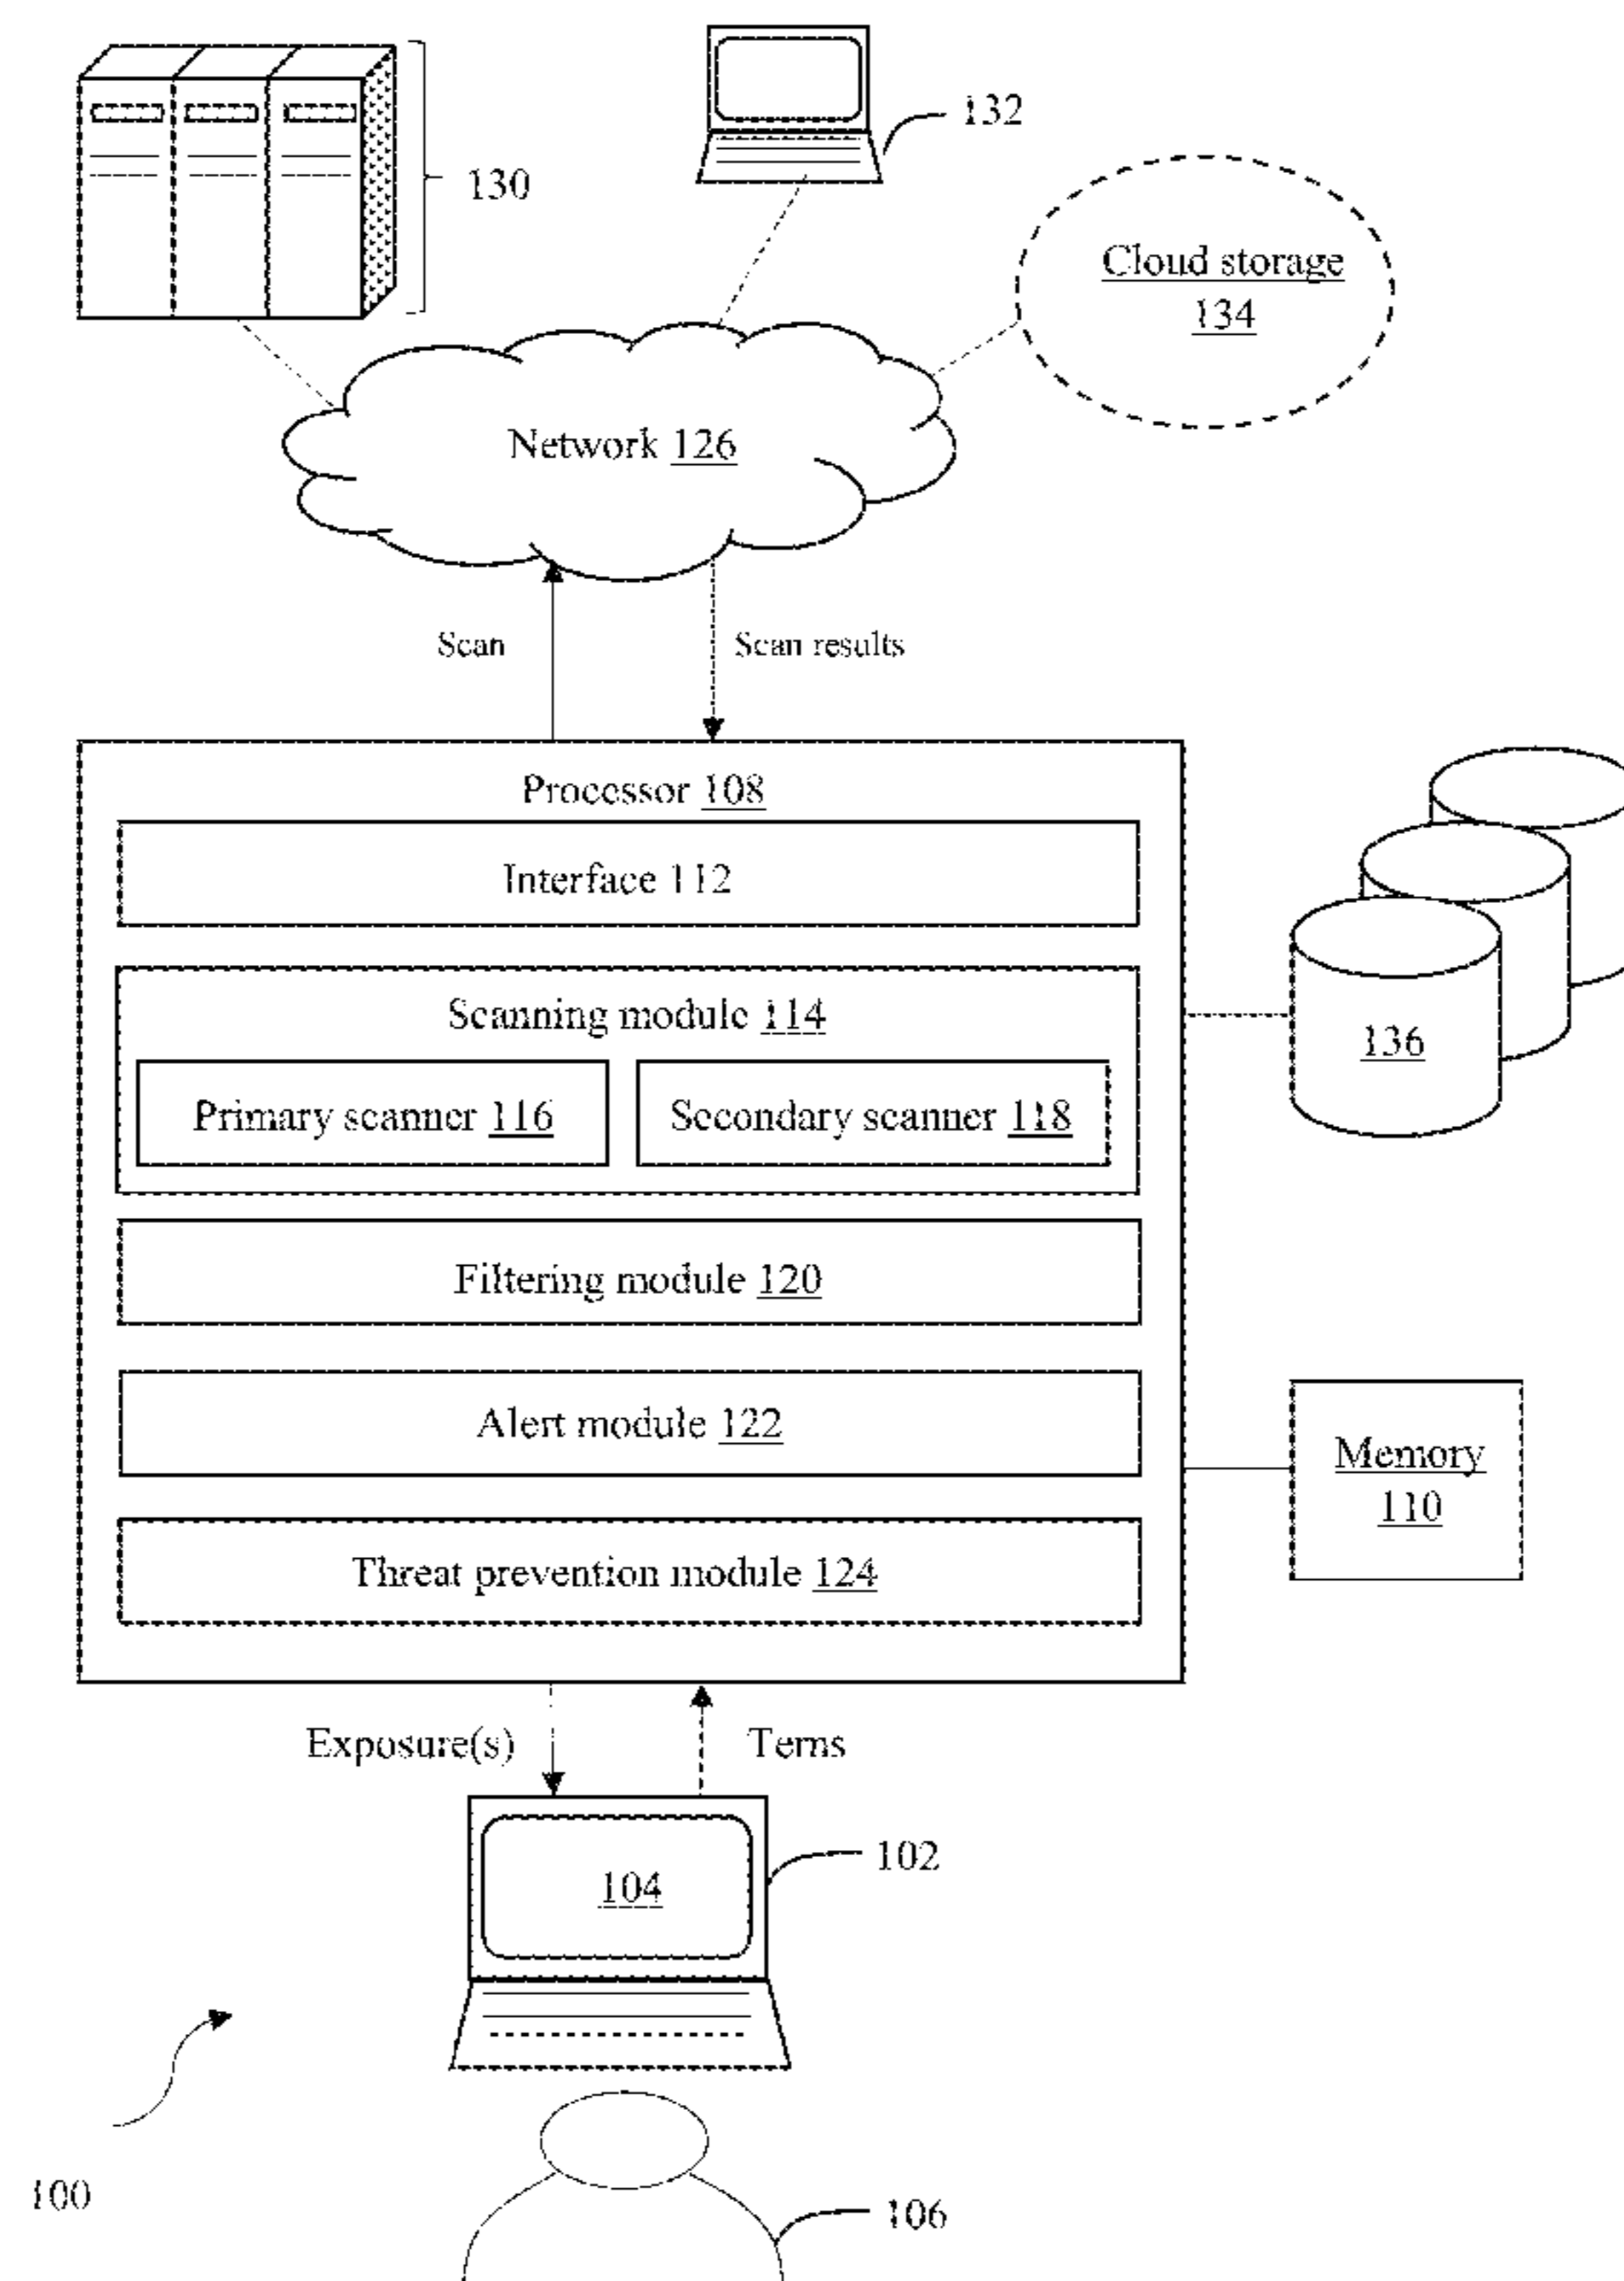 132
130
Cloud storage
134
Network 126
Scan
Scan results
Processor 108
Interface 112
Scanning module 114
Primary scanner 116
Secondary scanner 118
136
Filtering module 120
Alert module 122
Memory
110
Threat prevention module 124
Exposure(s)
Tems
102
104
100
106